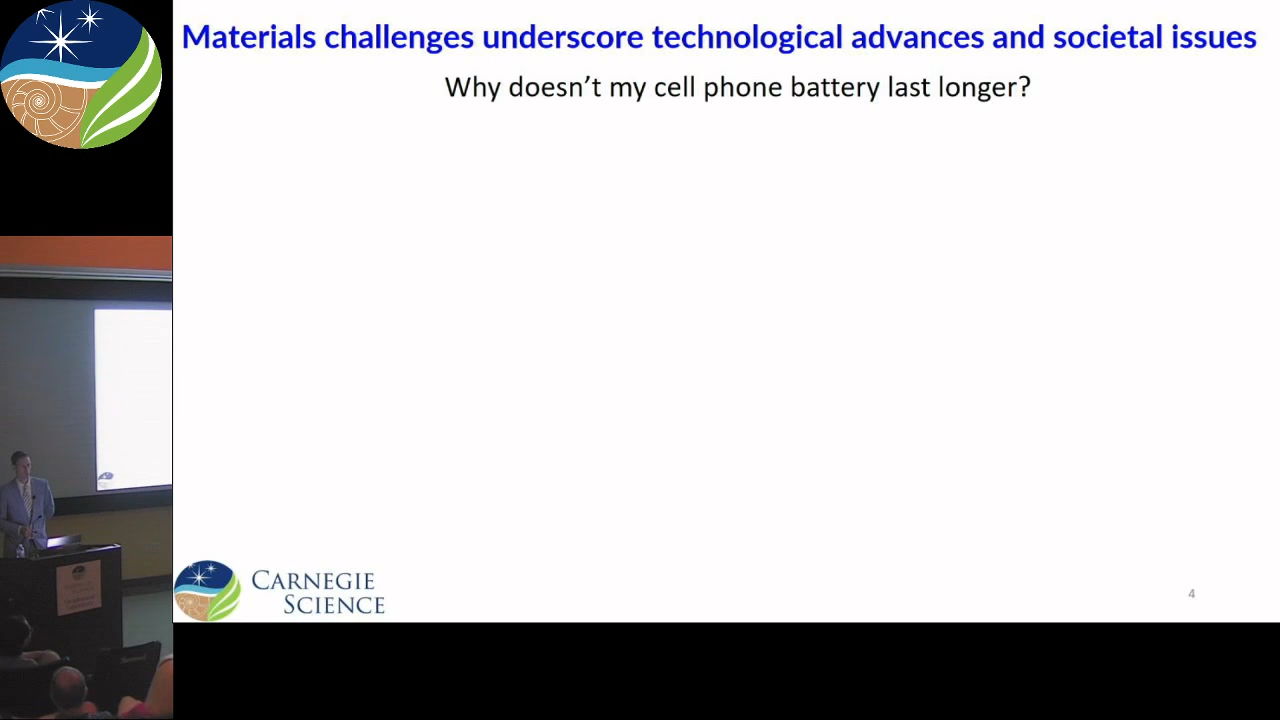 Materials challenges underscore technological advances and societal issues
Why doesn't my cell phone battery last longer?
CARNEGIE
SCIENCE
4